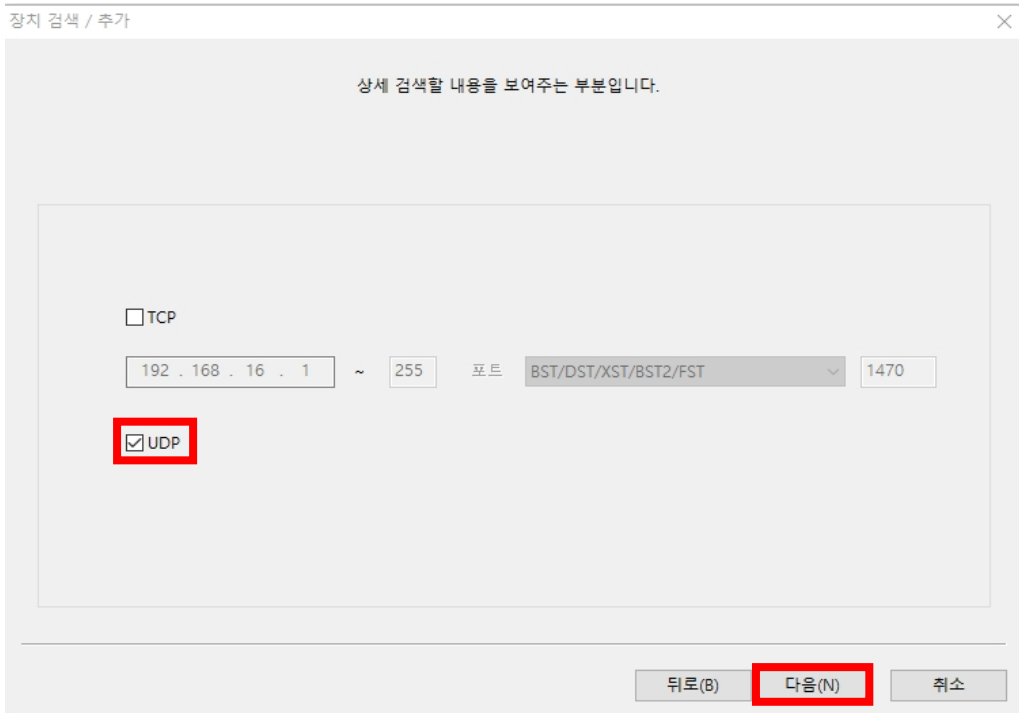 장치 검색 / 추가
상세 검색할 내용을 보여주는 부분입니다.
TCP
192 . 168 . 16 . 1 ~ 255 포트 BST/DST/XST/BST2/FST 1470
UDP
뒤로(B) 다음(N) 취소